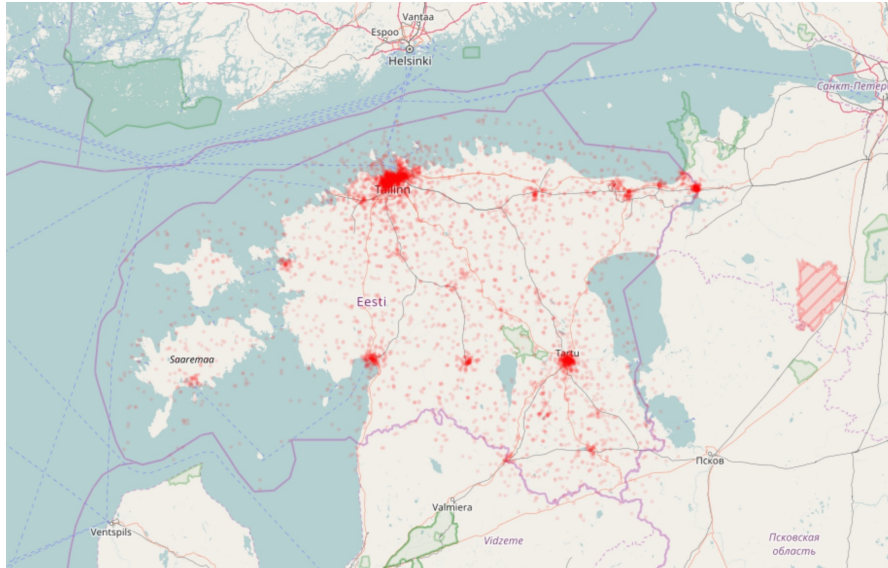 Vantaa
Espoo
Helsinki
Санкт-Петер
Tallinn
Eesti
Saaremaa
Tartu
Псков
Valmiera
Ventspils
Vidzeme
Псковская
область